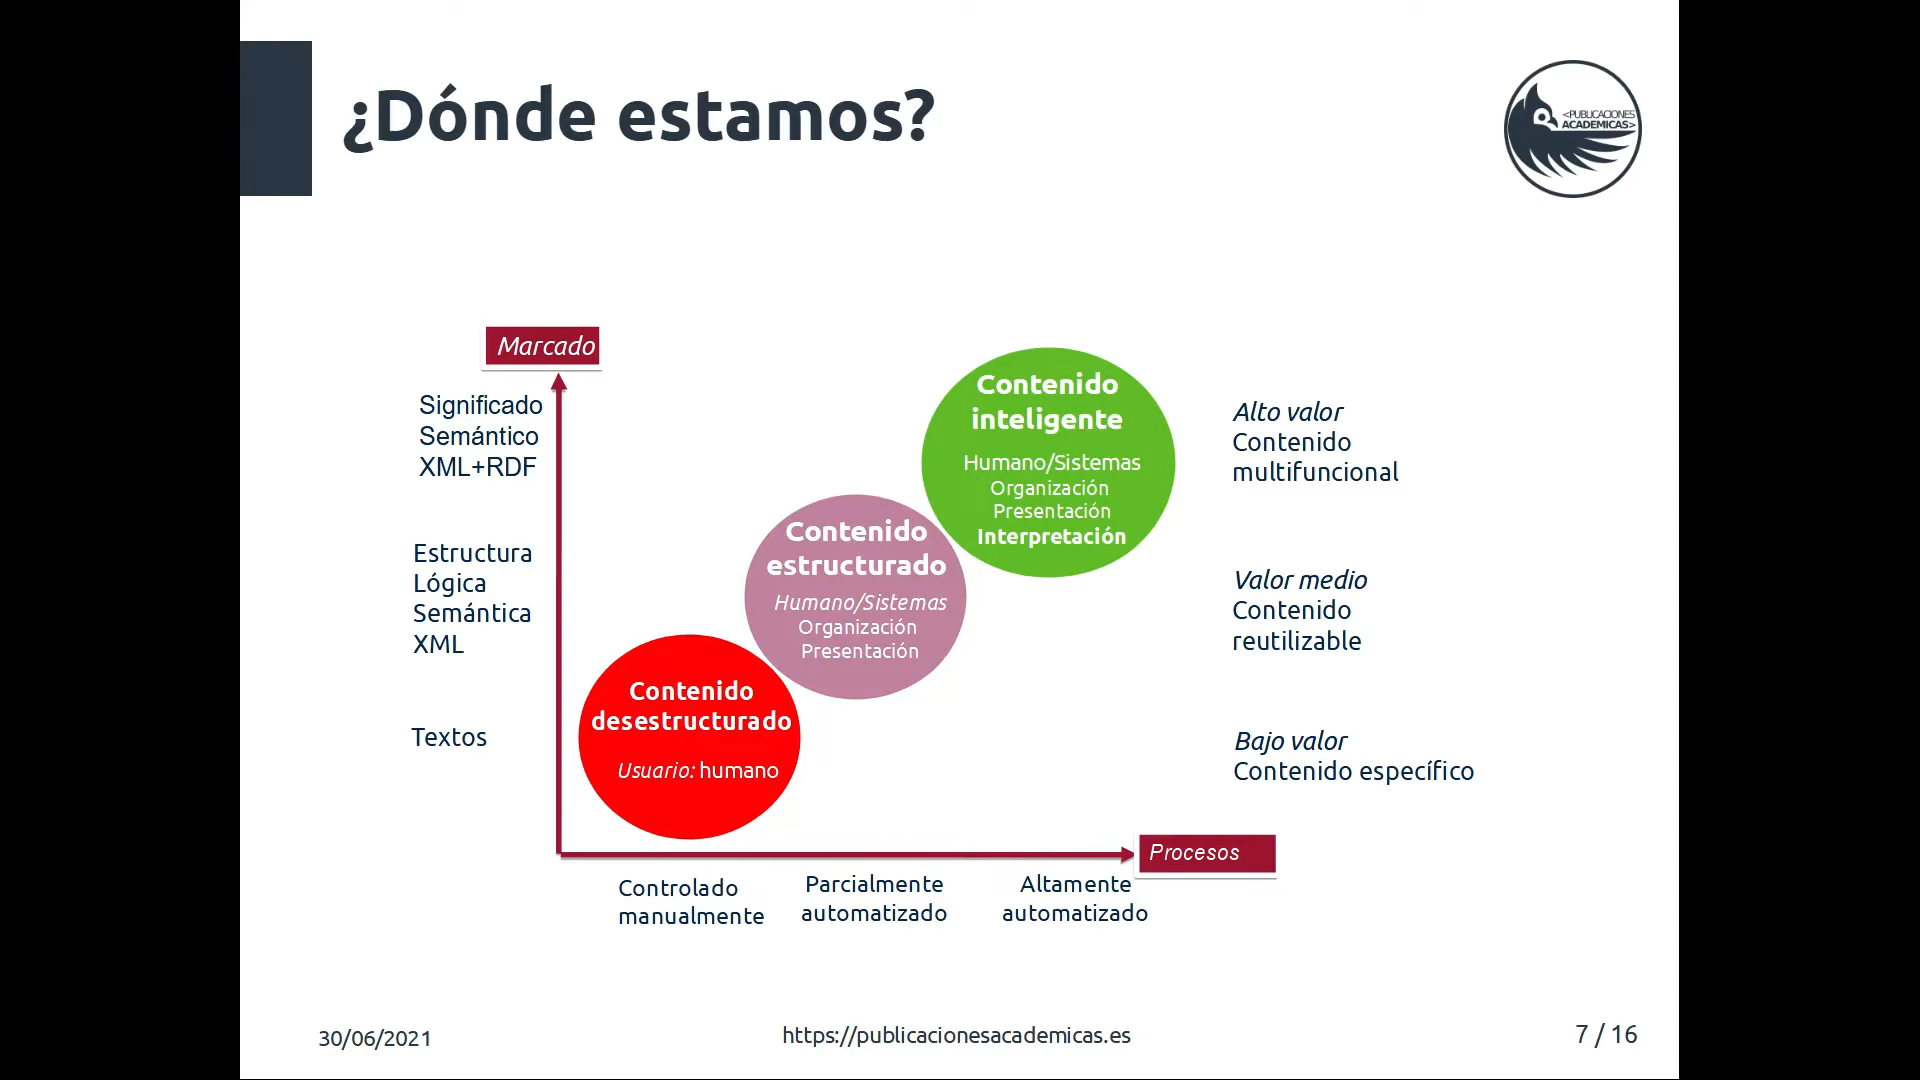 ¿Dónde estamos?
<PUBLICACIONES
ACADEMICAS>
Marcado
Significado
Semántico
XML+RDF
Estructura
Lógica
Semántica
XML
Textos
Contenido
inteligente
Humano/Sistemas
Organización
Presentación
Interpretación
Contenido
estructurado
Humano/Sistemas
Organización
Presentación
Contenido
desestructurado
Usuario: humano
Alto valor
Contenido
multifuncional
Valor medio
Contenido
reutilizable
Bajo valor
Contenido específico
Procesos
Controlado
manualmente
Parcialmente
automatizado
Altamente
automatizado
30/06/2021
https://publicacionesacademicas.es
7 / 16